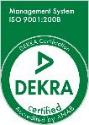 Management System
ISO 9001:2008
DEKRA Certification
DEKRA
certified
Accredited by ANAB